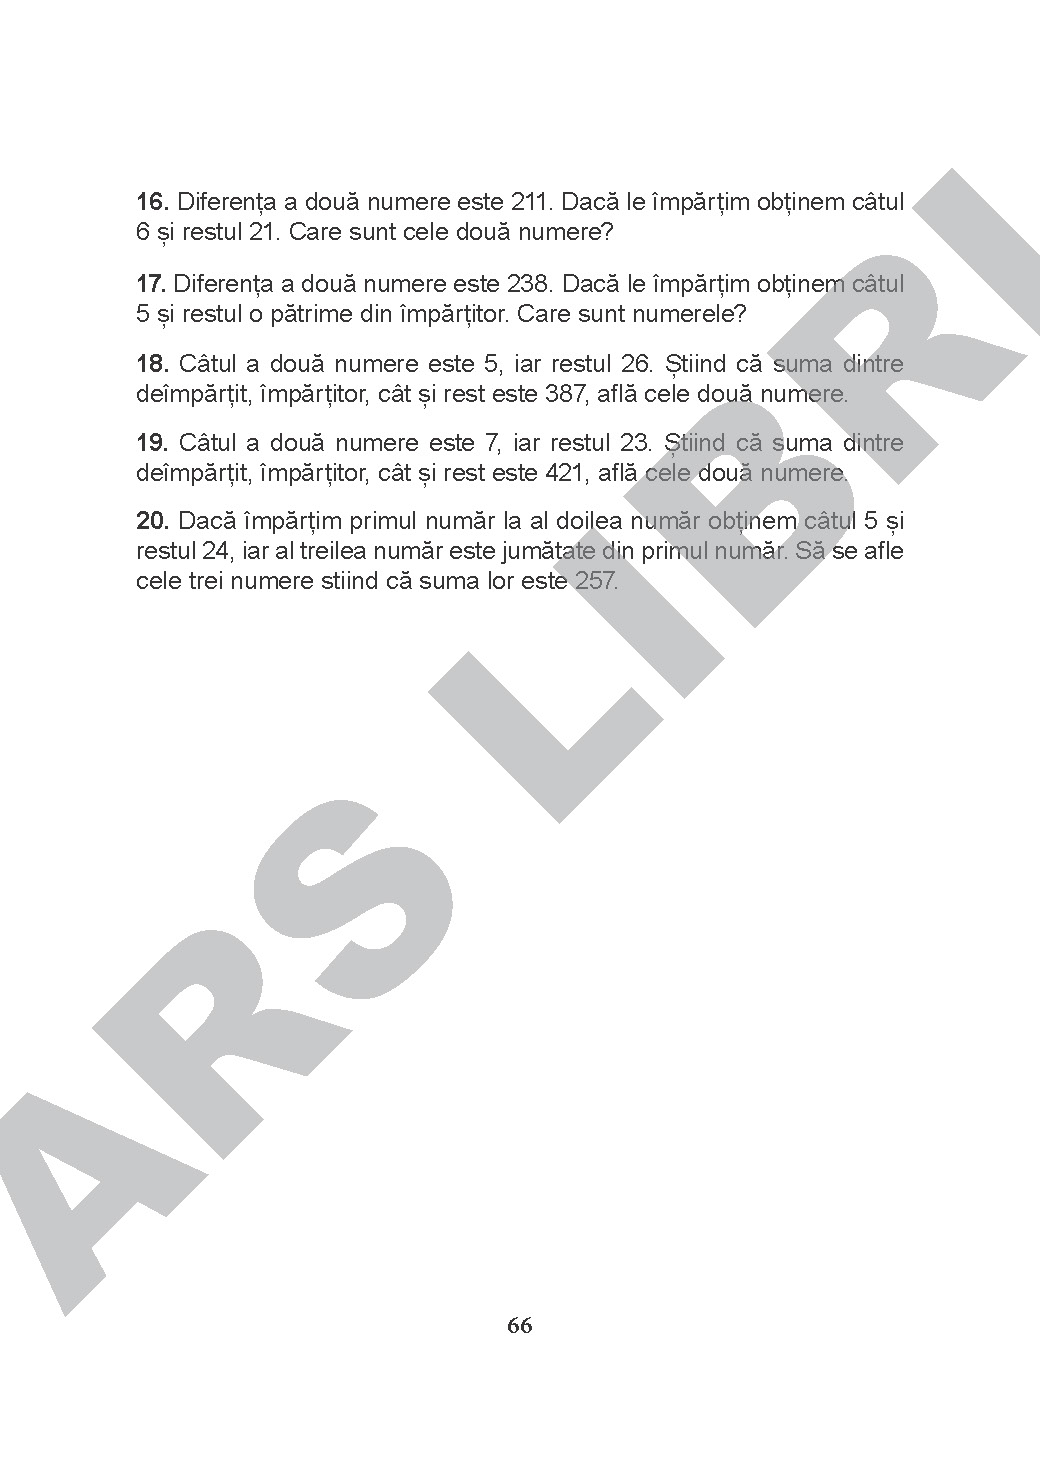 16. Diferența a două numere este 211. Dacă le împărțim obținem câtul
6 și restul 21. Care sunt cele două numere?
17. Diferența a două numere este 238. Dacă le împărțim obținem câtul
5 și restul o pătrime din împărțitor. Care sunt numerele?
18. Câtul a două numere este 5, iar restul 26. Știind că suma dintre
deîmpărțit, împărțitor, cât și rest este 387, află cele două numere.
19. Câtul a două numere este 7, iar restul 23. Știind că suma dintre
deîmpărțit, împărțitor, cât și rest este 421, află cele două numere.
20. Dacă împărțim primul număr la al doilea număr obținem câtul 5 și
restul 24, iar al treilea număr este jumătate din primul număr. Să se afle
cele trei numere stiind că suma lor este 257.
ARS LIBRI
66